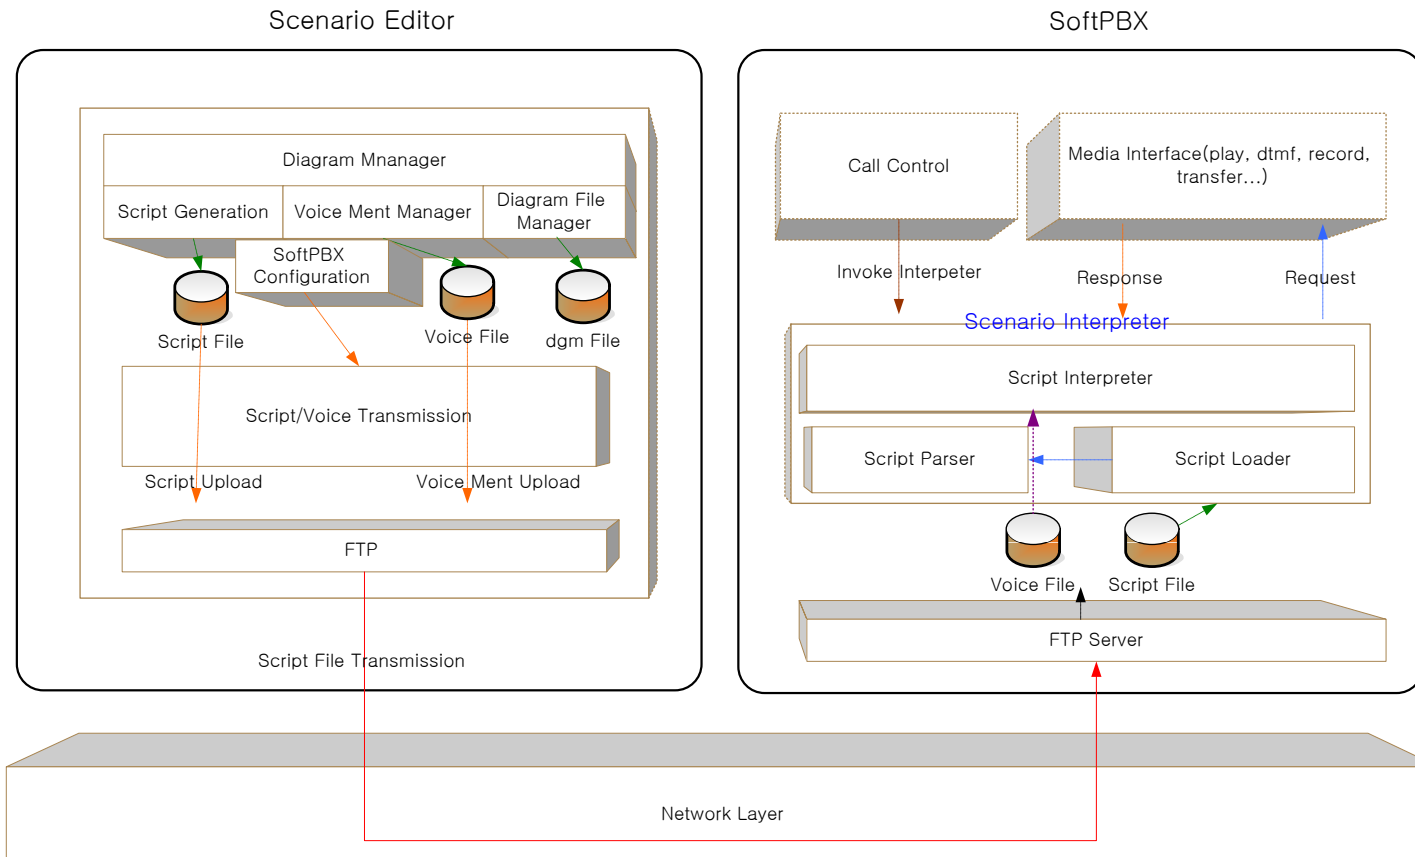 Scenario Editor
SoftPBX
Diagram Mnanager
Script Generation
Voice Ment Manager
Diagram File
Manager
SoftPBX
Configuration
Script File
Voice File
dgm File
Script/Voice Transmission
Script Upload
Voice Ment Upload
FTP
Script File Transmission
Call Control
Media Interface(play, dtmf, record,
transfer...)
Invoke Interpeter
Response
Request
Scenario Interpreter
Script Interpreter
Script Parser
Script Loader
Voice File
Script File
FTP Server
Network Layer